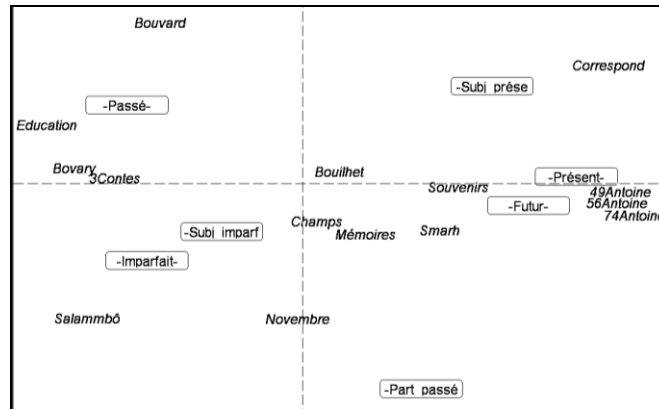 Bouvard
Correspond
-Subj prése
-Passé-
Education
Bovary
3Contes
Bouilhet
-Présent-
Souvenirs
49Antoine
56Antoine
-Futur-
74Antoine
Champs
-Subj imparf
Mémoires
Smarh
-Imparfait-
Salammbô
Novembre
-Part passé